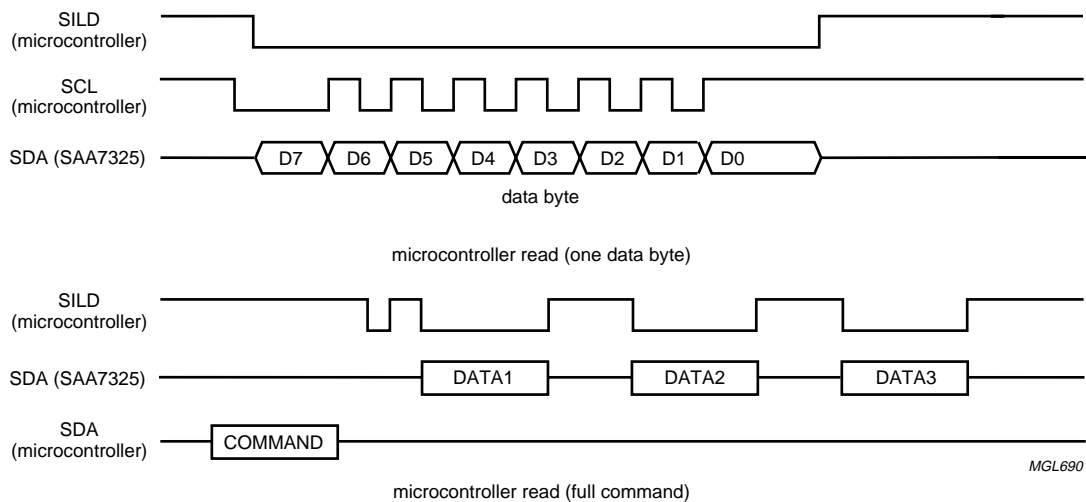 SILD
(microcontroller)
SCL
(microcontroller)
SDA (SAA7325)
D7 D6 D5 D4 D3 D2 D1 D0
data byte
microcontroller read (one data byte)
SILD
(microcontroller)
SDA (SAA7325)
DATA1 DATA2 DATA3
SDA
(microcontroller)
COMMAND
MGL690
microcontroller read (full command)